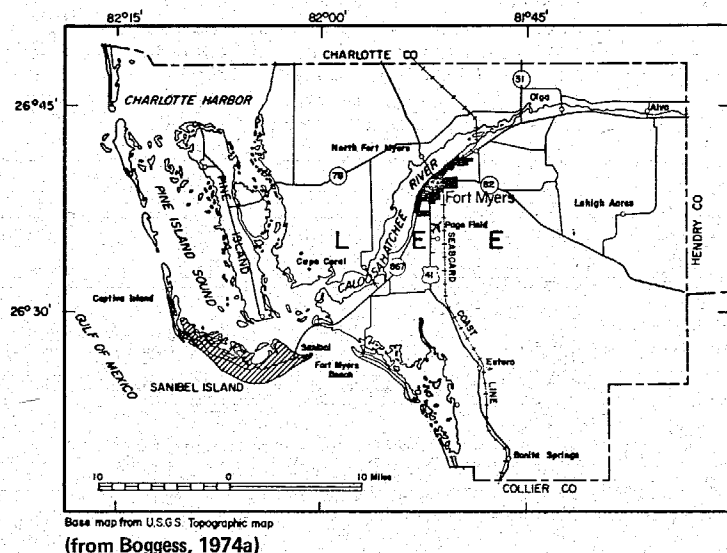 82°15'
82°00'
81°45'
CHARLOTTE CO
31
26°45'
CHARLOTTE HARBOR
Olga
Alva
North Fort Myers
RIVER
78
82
Fort Myers
PINE ISLAND SOUND
PINE
ISLAND
Lehigh Acres
HENDRY CO
Page Field
L E E
SEABOARD
Cape Coral
CALOOSAHATCHEE
867
41
Captiva Island
26°30'
COAST
GULF OF MEXICO
Sanibel
Estero
Fort Myers
Beach
SANIBEL ISLAND
LINE
Bonita Springs
10 0 10 Miles
COLLIER CO
Base map from U.S.G.S. Topographic map
(from Boggess, 1974a)